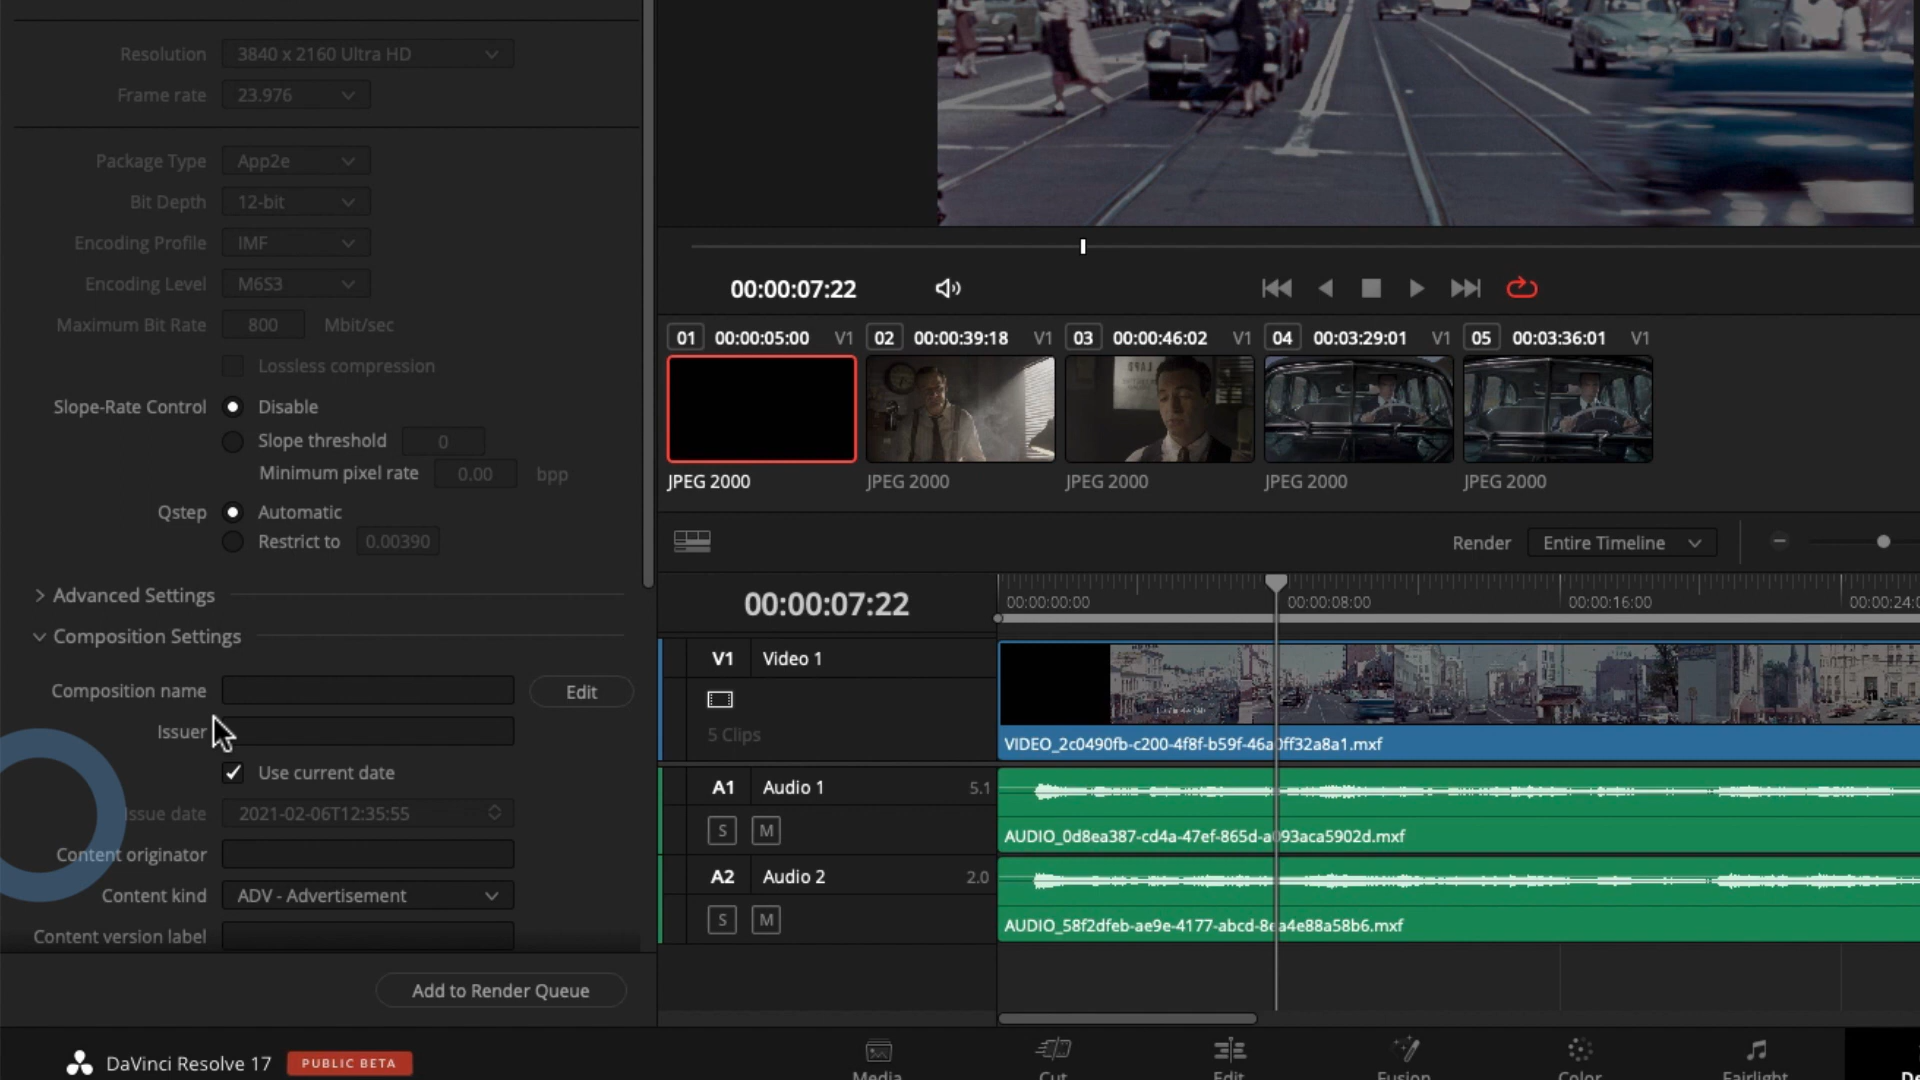 Resolution 3840 x 2160 Ultra HD
Frame rate 23.976
Package Type App2e
Bit Depth 12-bit
Encoding Profile IMF
Encoding Level M6S3
Maximum Bit Rate 800 Mbit/sec
Lossless compression
Slope-Rate Control Disable
Slope threshold 0
Minimum pixel rate 0.00 bpp
Qstep Automatic
Restrict to 0.00390
Advanced Settings
Composition Settings
Composition name Edit
Issuer
Use current date
Issue date 2021-02-06T12:35:55
Content originator
Content kind ADV - Advertisement
Content version label
Add to Render Queue
00:00:07:22
01 00:00:05:00 V1 02 00:00:39:18 V1 03 00:00:46:02 V1 04 00:03:29:01 V1 05 00:03:36:01 V1
JPEG 2000 JPEG 2000 JPEG 2000 JPEG 2000 JPEG 2000
Render Entire Timeline
00:00:07:22 00:00:00:00 00:00:08:00 00:00:16:00 00:00:24:0
V1 Video 1
5 Clips
VIDEO_2c0490fb-c200-4f8f-b59f-46a0ff32a8a1.mxf
A1 Audio 1 5.1
S M
AUDIO_0d8ea387-cd4a-47ef-865d-a093aca5902d.mxf
A2 Audio 2 2.0
S M
AUDIO_58f2dfeb-ae9e-4177-abcd-8ea4e88a58b6.mxf
DaVinci Resolve 17 PUBLIC BETA
Media Cut Edit Fusion Color Fairlight